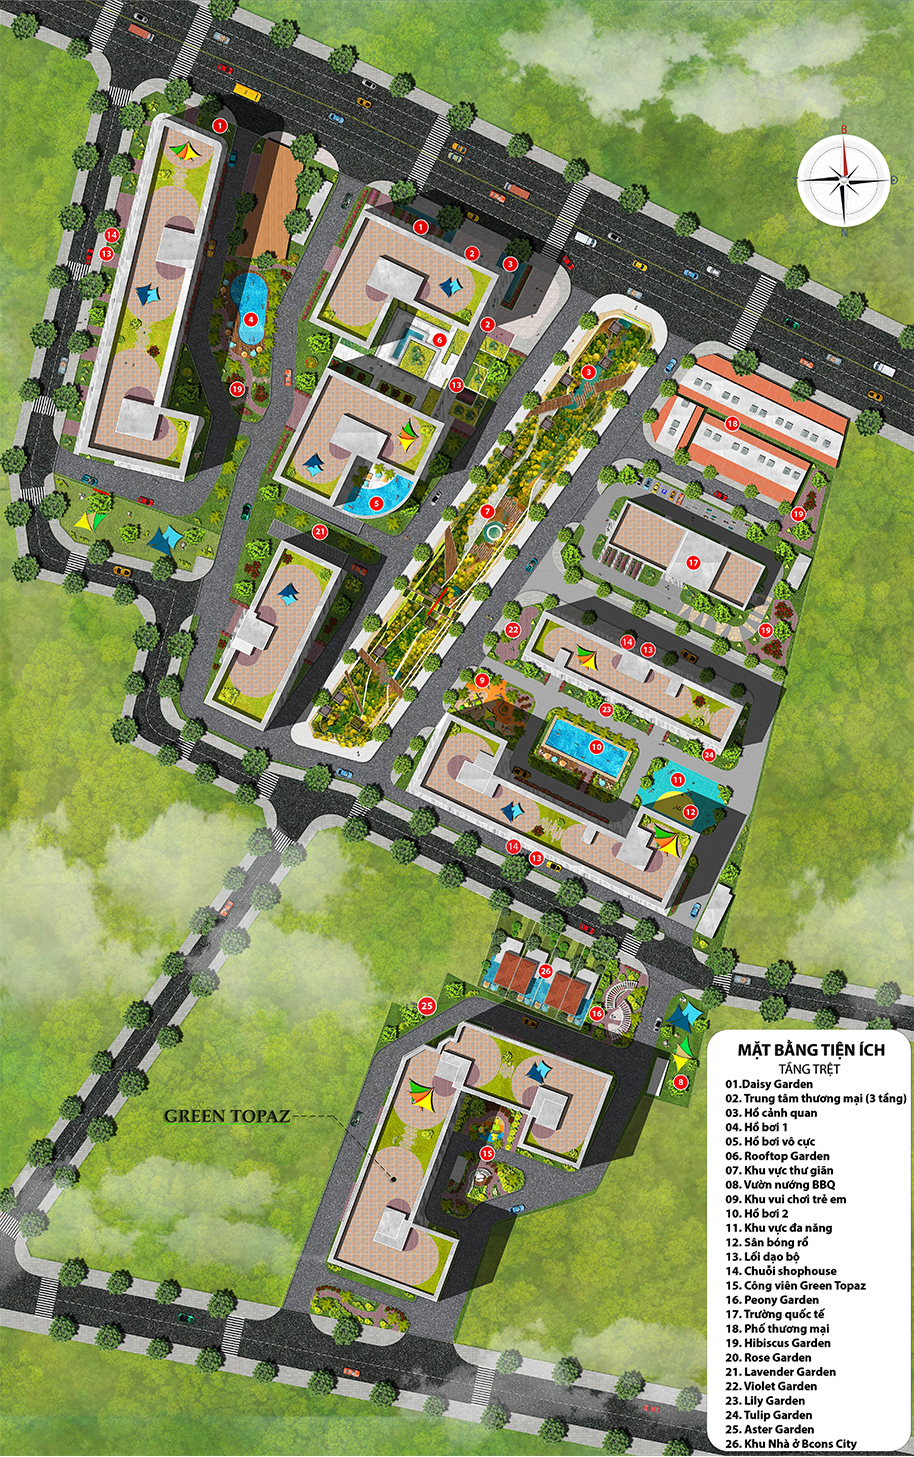 B
Đ
N
1
1
2
3
14
13
2
4
6
3
13
19
18
5
7
19
21
17
22
14
13
19
9
23
10
24
11
12
14
13
26
25
16
8
GREEN TOPAZ
15
MẶT BẰNG TIỆN ÍCH
TẦNG TRỆT
01.Daisy Garden
02. Trung tâm thương mại (3 tầng)
03. Hồ cảnh quan
04. Hồ bơi 1
05. Hồ bơi vô cực
06. Rooftop Garden
07. Khu vực thư giãn
08. Vườn nướng BBQ
09. Khu vui chơi trẻ em
10. Hồ bơi 2
11. Khu vực đa năng
12. Sân bóng rổ
13. Lối dạo bộ
14. Chuỗi shophouse
15. Công viên Green Topaz
16. Peony Garden
17. Trường quốc tế
18. Phố thương mại
19. Hibiscus Garden
20. Rose Garden
21. Lavender Garden
22. Violet Garden
23. Lily Garden
24. Tulip Garden
25. Aster Garden
26. Khu Nhà ở Bcons City